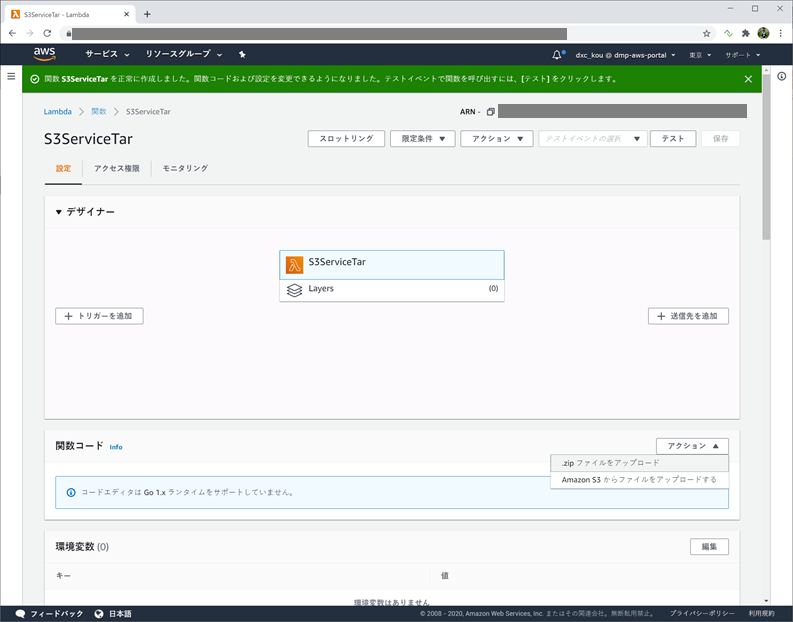 S3ServiceTar - Lambda
aws
サービス
リソースグループ
dxc_kou @ dmp-aws-portal
東京
サポート
関数 S3ServiceTar を正常に作成しました。関数コードおよび設定を変更できるようになりました。テストイベントで関数を呼び出すには、[テスト] をクリックします。
Lambda
関数
S3ServiceTar
ARN -
S3ServiceTar
スロットリング
限定条件
アクション
テストイベントの選択
テスト
保存
設定
アクセス権限
モニタリング
デザイナー
S3ServiceTar
Layers
(0)
トリガーを追加
送信先を追加
関数コード
Info
アクション
.zip ファイルをアップロード
Amazon S3 からファイルをアップロードする
コードエディタは Go 1.x ランタイムをサポートしていません。
環境変数 (0)
編集
キー
値
環境変数はありません
フィードバック
日本語
© 2008 - 2020, Amazon Web Services, Inc. またはその関連会社。無断転用禁止。
プライバシーポリシー
利用規約